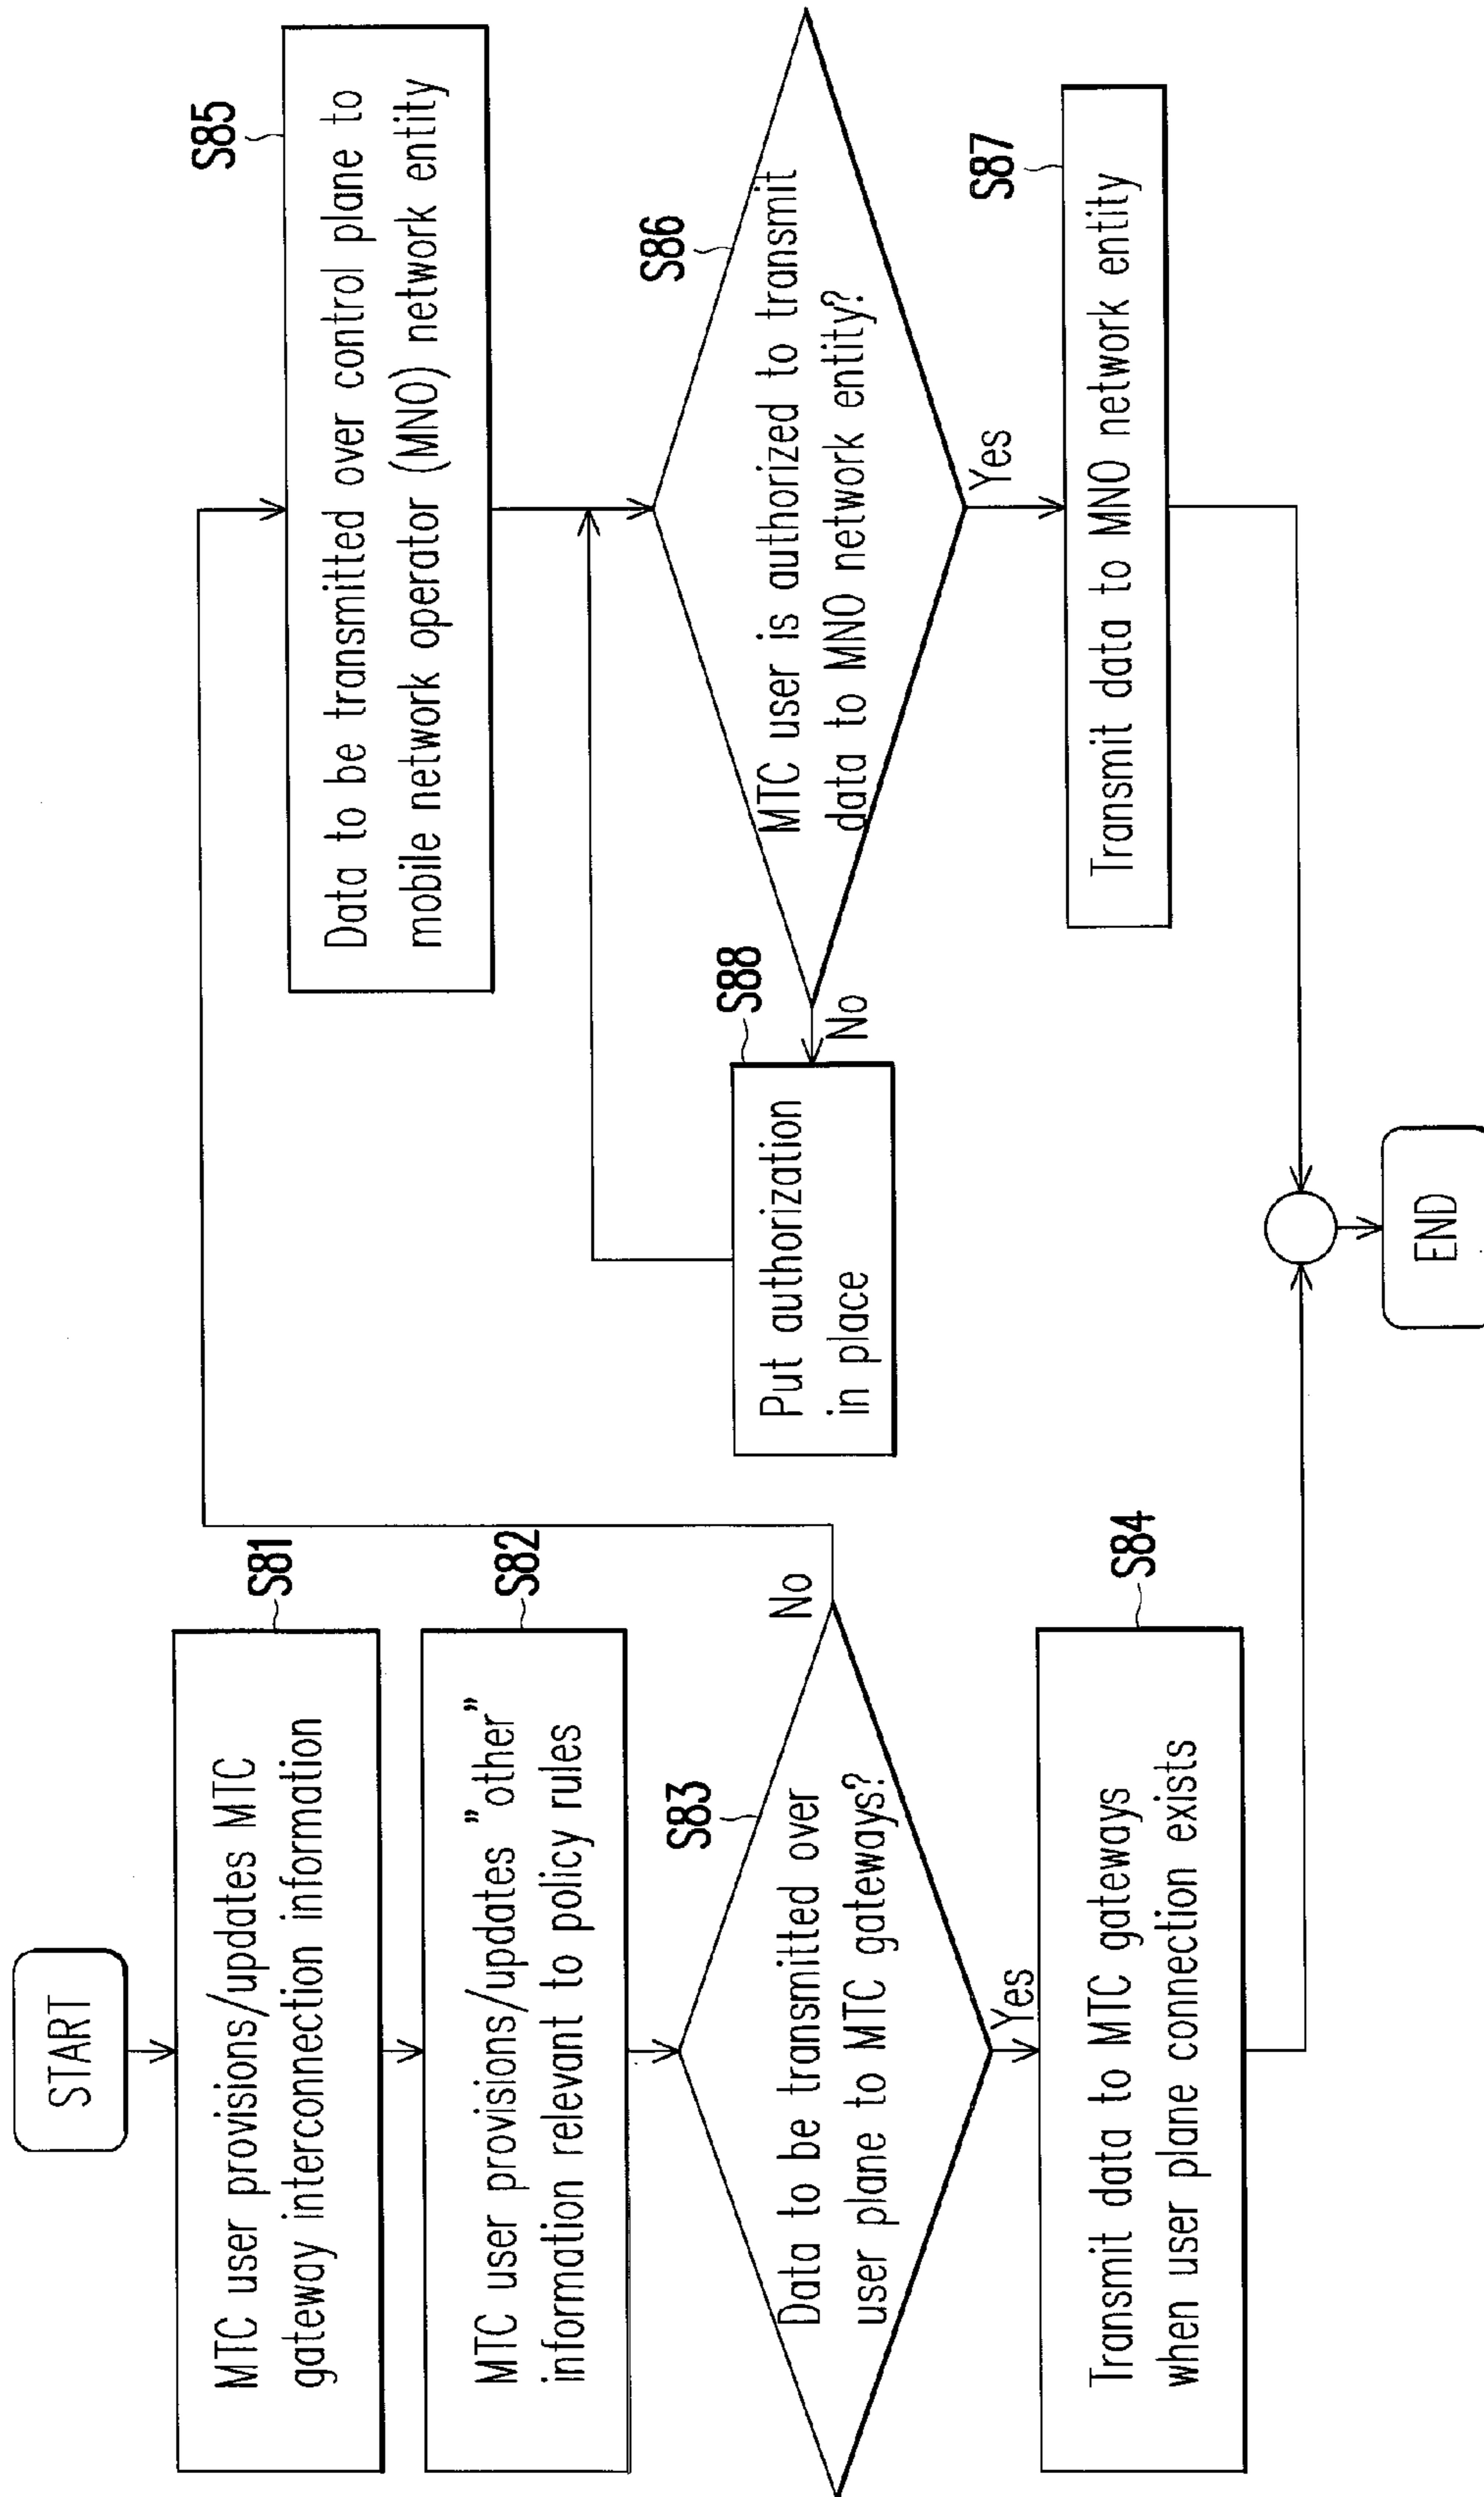 START
S81
MTC user provisions/updates MTC
gateway interconnection information
S82
MTC user provisions/updates "other"
information relevant to policy rules
S83
Data to be transmitted over
user plane to MTC gateways?
No
Yes
S84
Transmit data to MTC gateways
when user plane connection exists
S85
Data to be transmitted over control plane to
mobile network operator (MNO) network entity
S86
MTC user is authorized to transmit
data to MNO network entity?
No
Yes
S88
Put authorization
in place
S87
Transmit data to MNO network entity
END